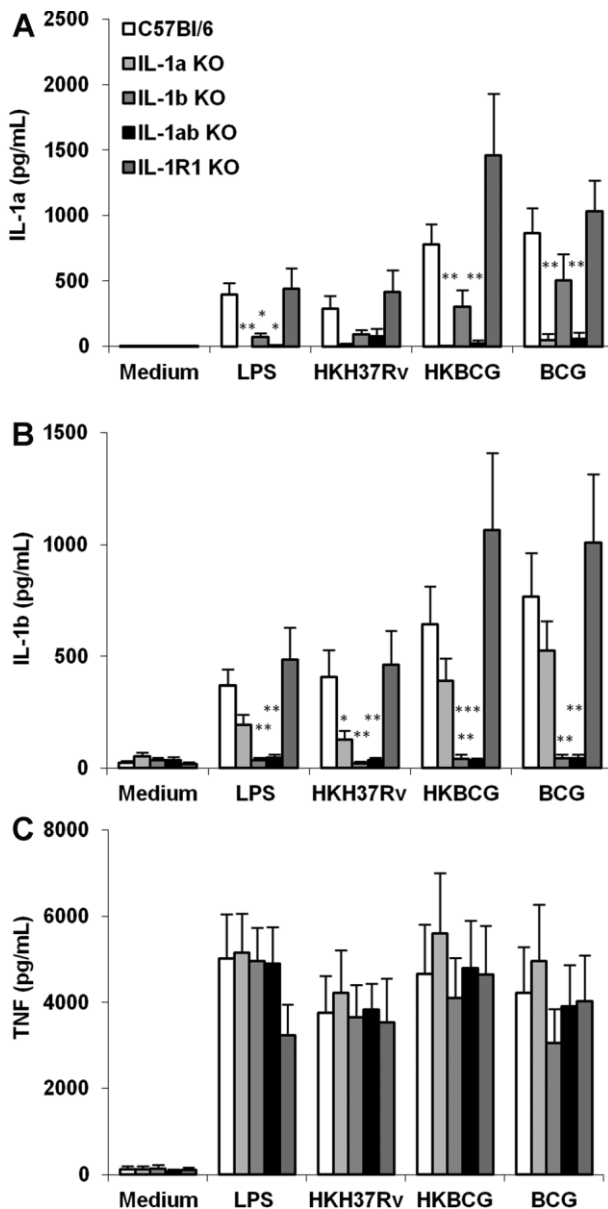 A
C57Bl/6
IL-1a KO
IL-1b KO
IL-1ab KO
IL-1R1 KO
2500
2000
1500
1000
500
0
IL-1a (pg/mL)
** * *
** **
** **
Medium LPS HKH37Rv HKBCG BCG
B
1500
1000
500
0
IL-1b (pg/mL)
** **
* ** **
*** **
** **
Medium LPS HKH37Rv HKBCG BCG
C
8000
6000
4000
2000
0
TNF (pg/mL)
Medium LPS HKH37Rv HKBCG BCG